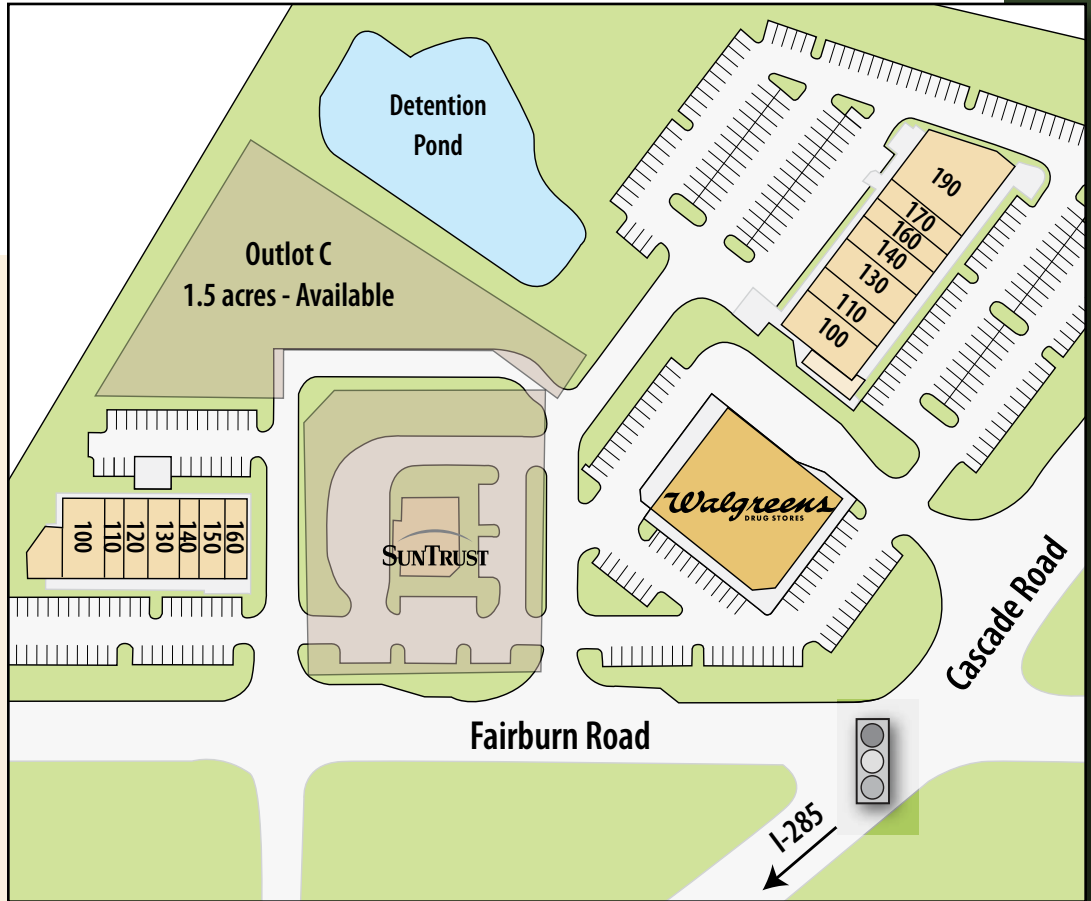 Detention
Pond
Outlot C
1.5 acres - Available
190
170
160
140
130
110
100
Walgreens
DRUG STORES
100
110
120
130
140
150
160
SUNTRUST
Cascade Road
Fairburn Road
I-285